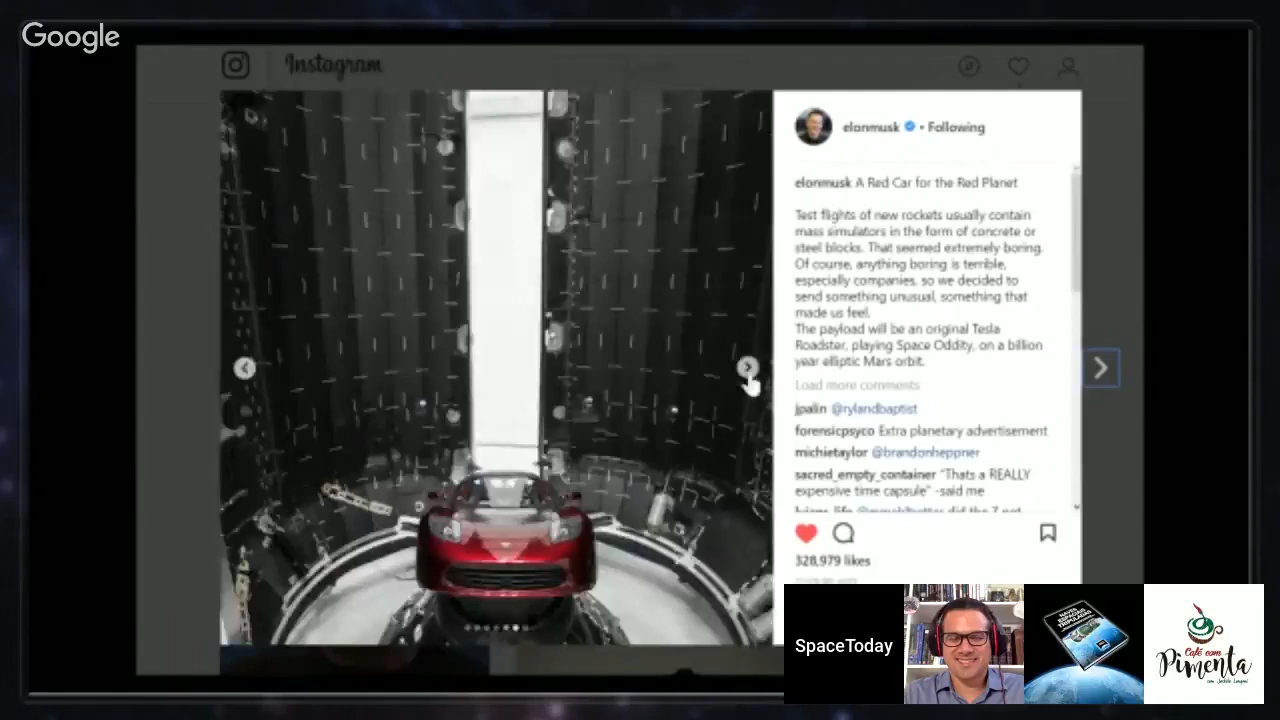 Google
Instagram
elonmusk • Following
elonmusk A Red Car for the Red Planet
Test flights of new rockets usually contain
mass simulators in the form of concrete or
steel blocks. That seemed extremely boring.
Of course, anything boring is terrible,
especially companies, so we decided to
send something unusual, something that
made us feel.
The payload will be an original Tesla
Roadster, playing Space Oddity, on a billion
year elliptic Mars orbit.
Load more comments
jpalin @rylandbaptist
forensicpsyco Extra planetary advertisement
michietaylor @brandonheppner
sacred_empty_container "Thats a REALLY
expensive time capsule" -said me
328,979 likes
SpaceToday
NAVES
ESPACIAIS
TRIPULADAS
Café com
Pimenta